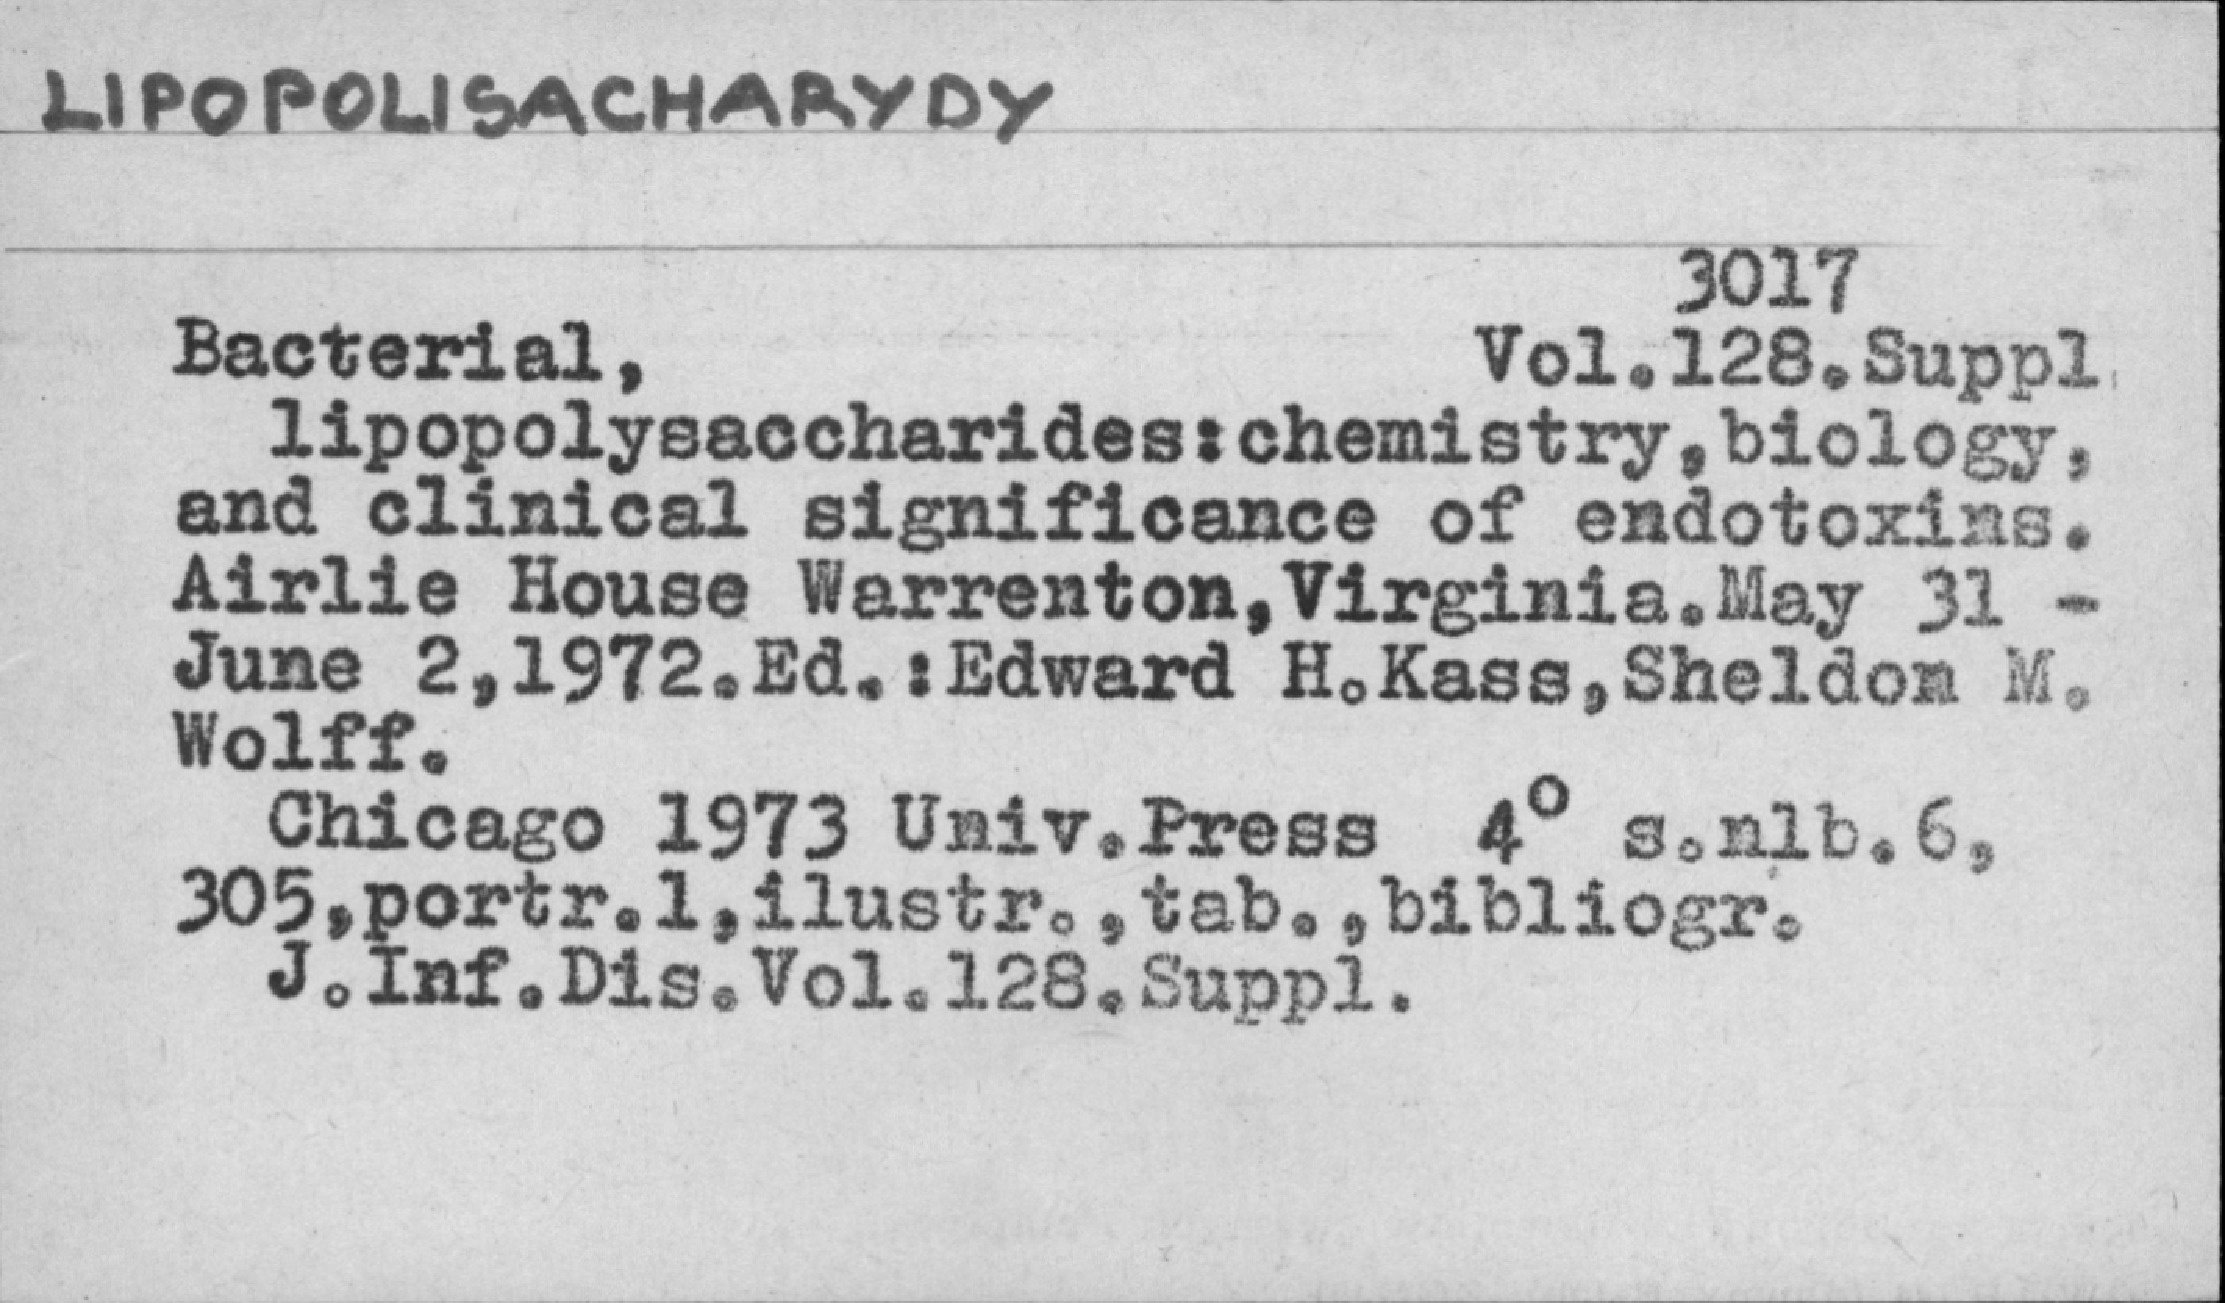 LIPOPOLISACHARYDY
3017
Bacterial, Vol.128.Suppl.
lipopolysaccharides:chemistry,biology,
and clinical significance of endotoxins.
Airlie House Warrenton,Virginia.May 31 -
June 2,1972.Ed.:Edward H.Kass,Sheldon M.
Wolff.
Chicago 1973 Univ.Press 4° s.nlb.6,
305,portr.1,ilustr.,tab.,bibliogr.
J.Inf.Dis.Vol.128.Suppl.